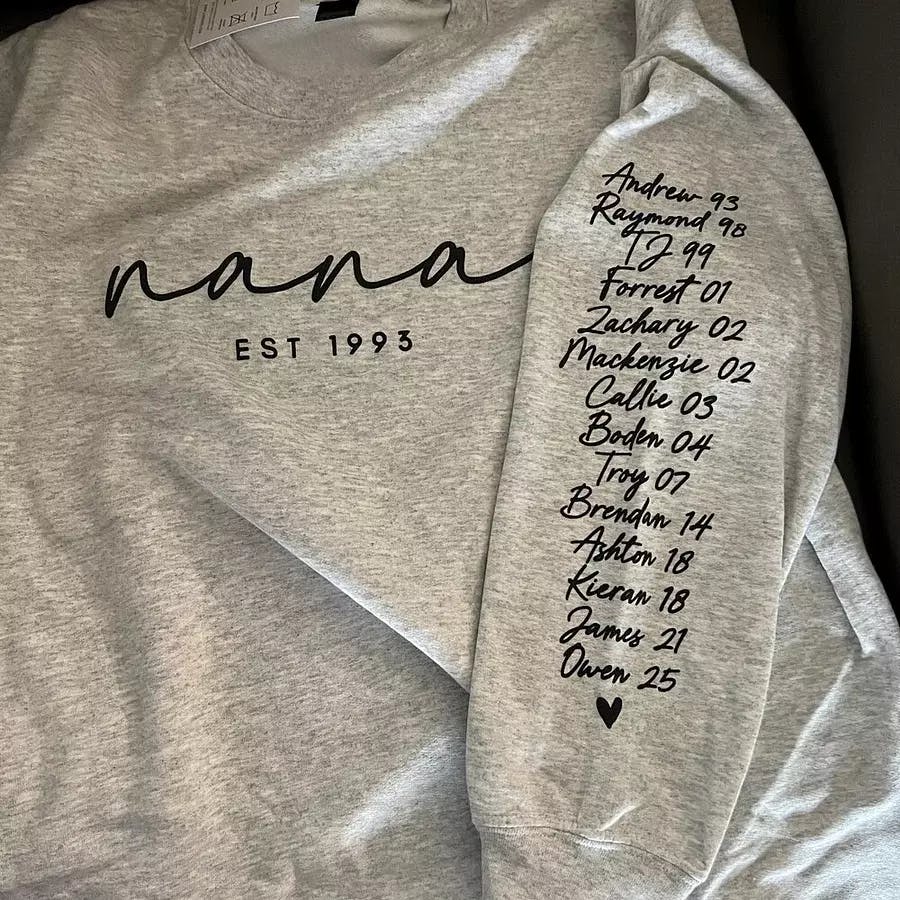 nana
EST 1993
Andrew 93
Raymond 98
TJ 99
Forrest 01
Zachary 02
Mackenzie 02
Callie 03
Boden 04
Troy 07
Brendan 14
Ashton 18
Kieran 18
James 21
Owen 25